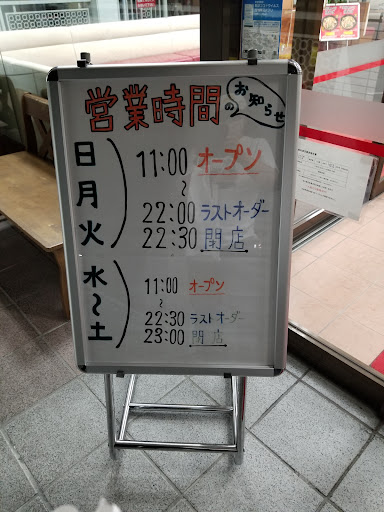 営業時間の
お知らせ
日月火
11:00 オープン
~
22:00 ラストオーダー
22:30 閉店
水~土
11:00 オープン
~
22:30 ラストオーダー
23:00 閉店